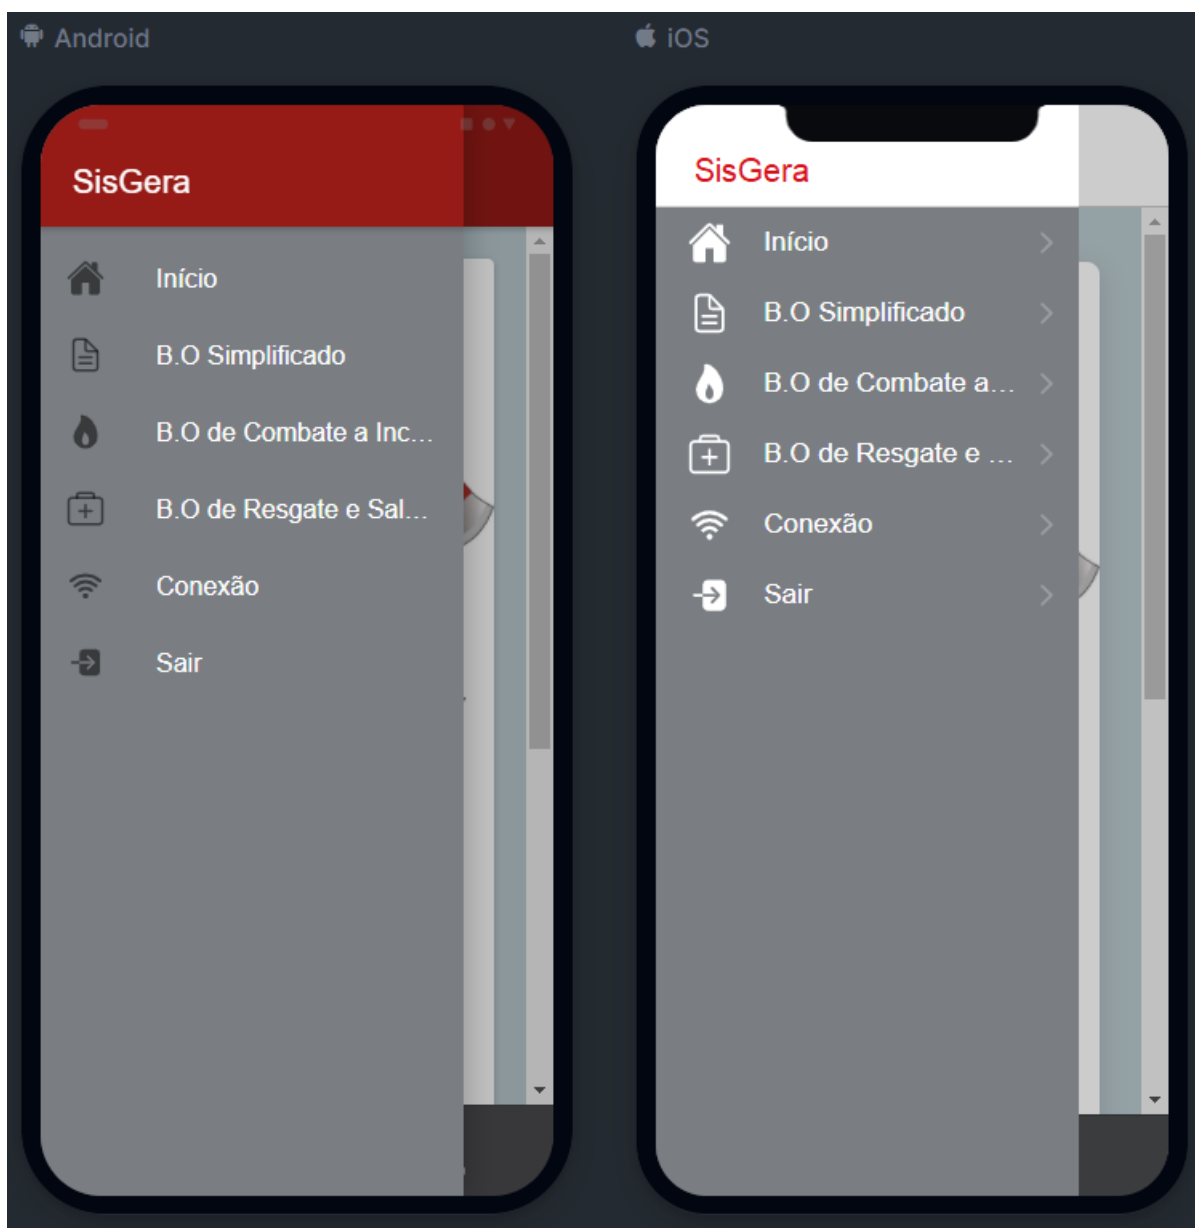 Android
SisGera
Início
B.O Simplificado
B.O de Combate a Inc...
B.O de Resgate e Sal...
Conexão
Sair
iOS
SisGera
Início
B.O Simplificado
B.O de Combate a...
B.O de Resgate e ...
Conexão
Sair